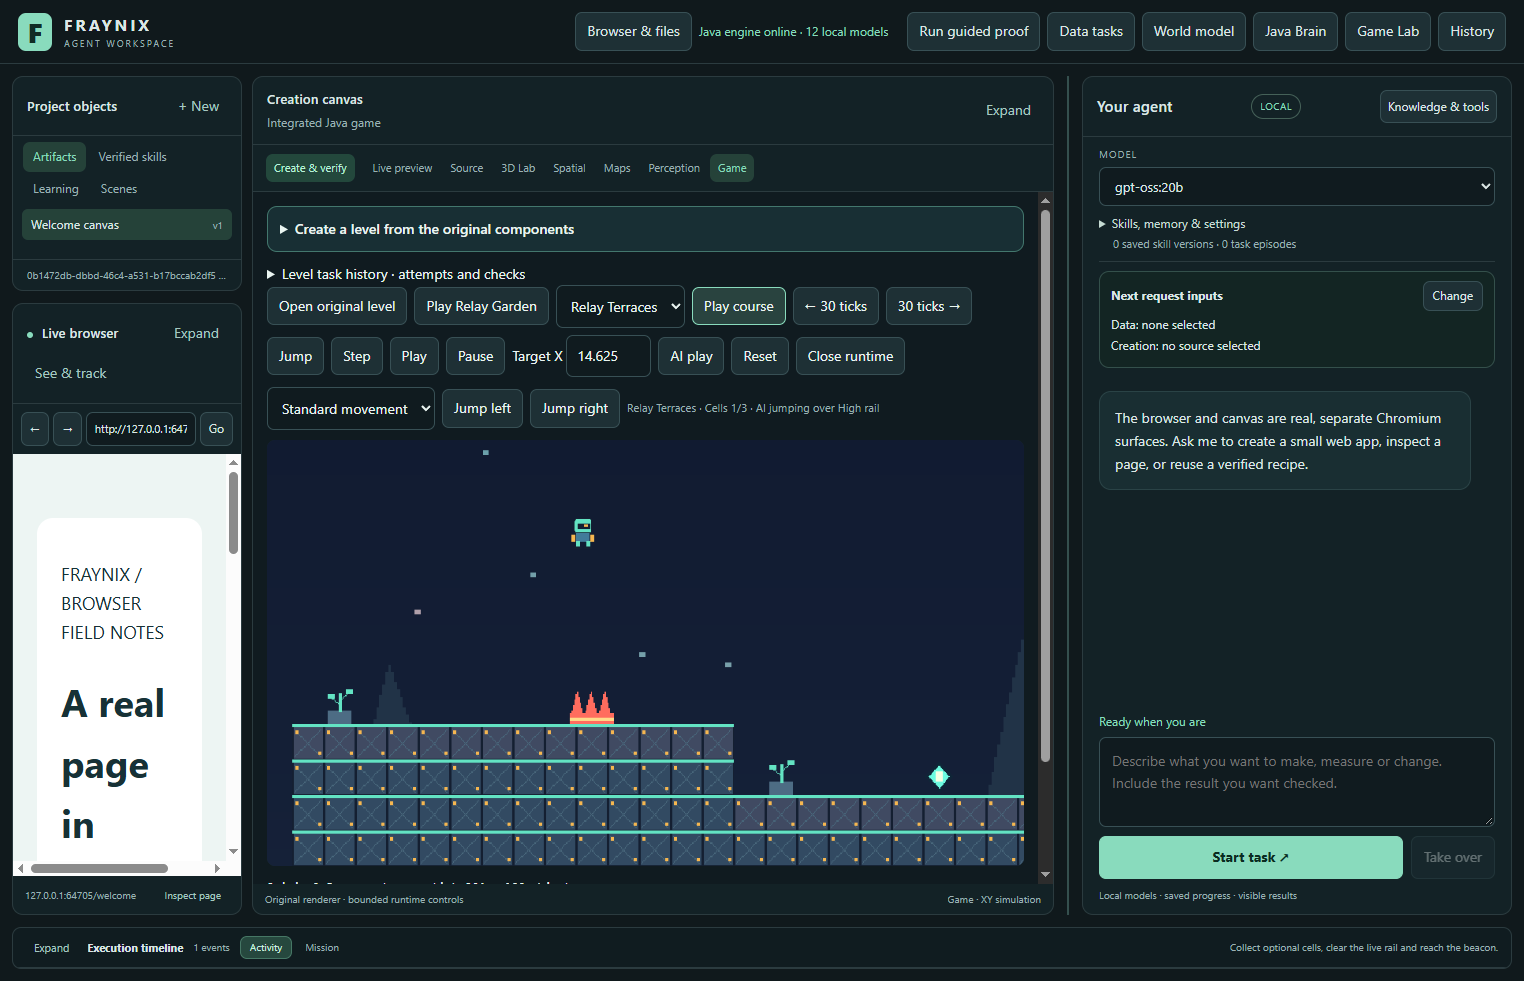 F
FRAYNIX
AGENT WORKSPACE
Browser & files
Java engine online · 12 local models
Run guided proof
Data tasks
World model
Java Brain
Game Lab
History
Project objects
+ New
Artifacts
Verified skills
Learning
Scenes
Welcome canvas
v1
0b1472db-dbbd-46c4-a531-b17bccab2df5 ...
Live browser
Expand
See & track
←
→
http://127.0.0.1:647
Go
FRAYNIX /
BROWSER
FIELD NOTES
A real
page
in
127.0.0.1:64705/welcome
Inspect page
Creation canvas
Integrated Java game
Expand
Create & verify
Live preview
Source
3D Lab
Spatial
Maps
Perception
Game
Create a level from the original components
Level task history · attempts and checks
Open original level
Play Relay Garden
Relay Terraces
Play course
← 30 ticks
30 ticks →
Jump
Step
Play
Pause
Target X
14.625
AI play
Reset
Close runtime
Standard movement
Jump left
Jump right
Relay Terraces · Cells 1/3 · AI jumping over High rail
Original renderer · bounded runtime controls
Game · XY simulation
Your agent
LOCAL
Knowledge & tools
MODEL
gpt-oss:20b
Skills, memory & settings
0 saved skill versions · 0 task episodes
Next request inputs
Change
Data: none selected
Creation: no source selected
The browser and canvas are real, separate Chromium
surfaces. Ask me to create a small web app, inspect a
page, or reuse a verified recipe.
Ready when you are
Describe what you want to make, measure or change.
Include the result you want checked.
Start task ↗
Take over
Local models · saved progress · visible results
Expand
Execution timeline
1 events
Activity
Mission
Collect optional cells, clear the live rail and reach the beacon.